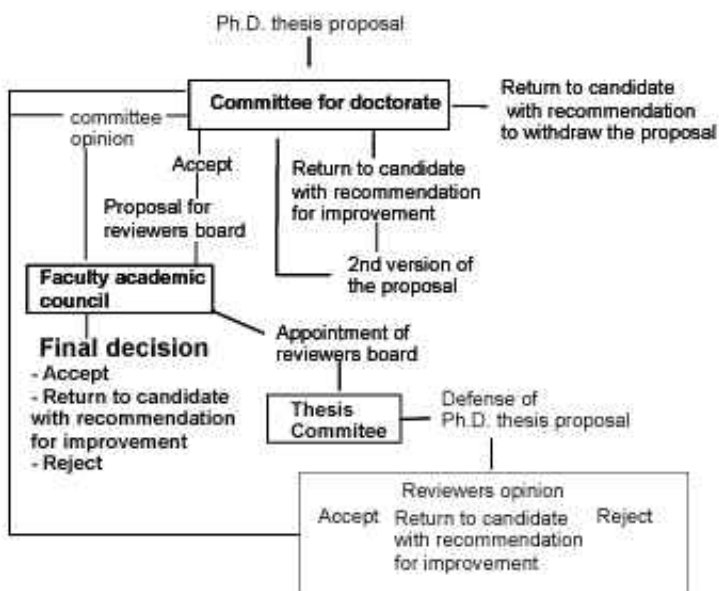 Ph.D. thesis proposal
Committee for doctorate
Return to candidate
with recommendation
to withdraw the proposal
committee
opinion
Accept
Return to candidate
with recommendation
for improvement
Proposal for
reviewers board
2nd version of
the proposal
Faculty academic
council
Final decision
- Accept
- Return to candidate
with recommendation
for improvement
- Reject
Appointment of
reviewers board
Thesis
Commitee
Defense of
Ph.D. thesis proposal
Reviewers opinion
Accept
Return to candidate
with recommendation
for improvement
Reject